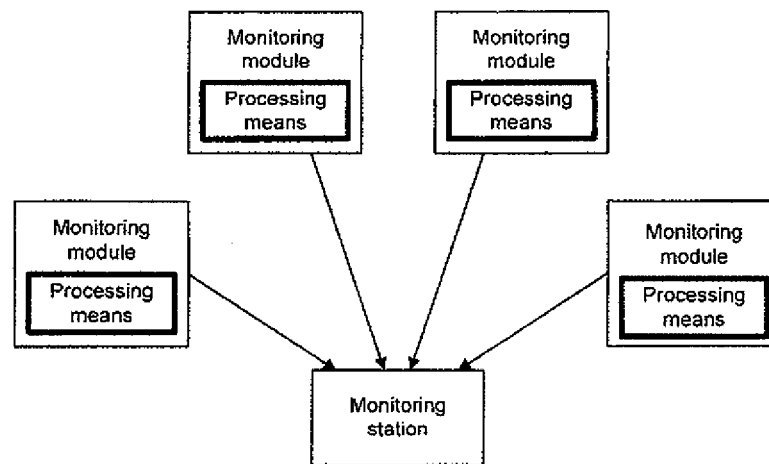 Monitoring
module
Processing
means
Monitoring
module
Processing
means
Monitoring
module
Processing
means
Monitoring
module
Processing
means
Monitoring
station